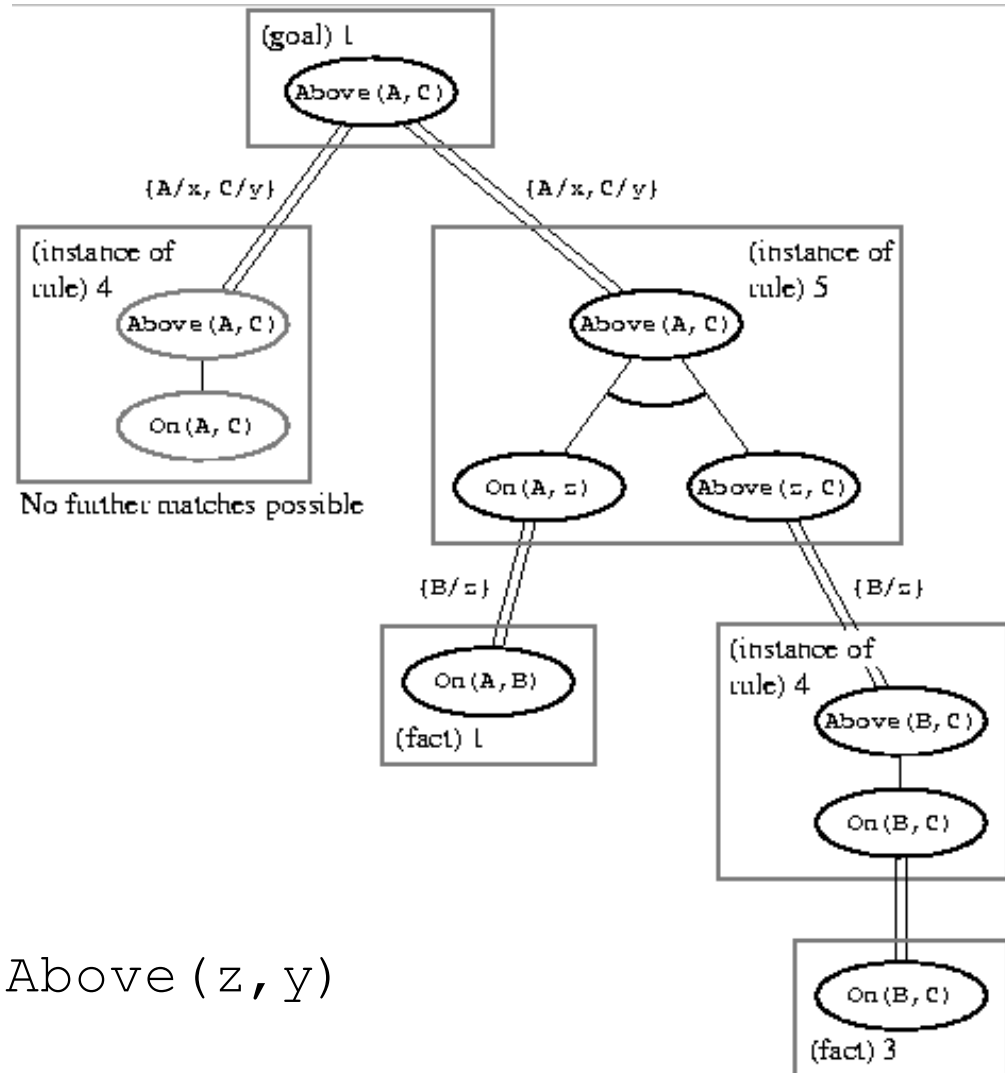 (goal) 1
Above(A,C)
{A/x,C/y}
{A/x,C/y}
(instance of
rule) 4
Above(A,C)
On(A,C)
No further matches possible
(instance of
rule) 5
Above(A,C)
On(A,z)
Above(z,C)
{B/z}
{B/z}
On(A,B)
(fact) 1
(instance of
rule) 4
Above(B,C)
On(B,C)
Above(z,y)
On(B,C)
(fact) 3